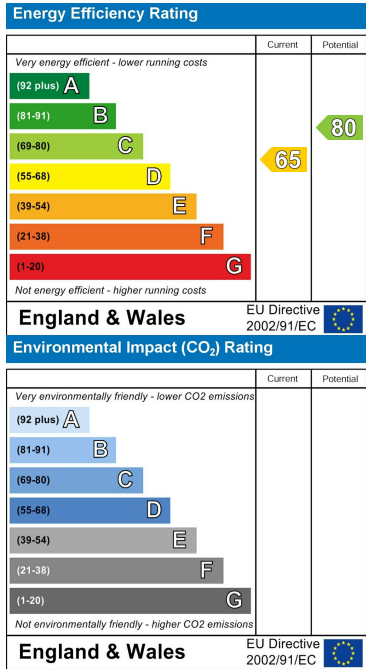 Energy Efficiency Rating
Current Potential
Very energy efficient - lower running costs
(92 plus) A
(81-91) B
(69-80) C
(55-68) D
(39-54) E
(21-38) F
(1-20) G
65
80
Not energy efficient - higher running costs
England & Wales
EU Directive
2002/91/EC
Environmental Impact (CO₂) Rating
Current Potential
Very environmentally friendly - lower CO2 emissions
(92 plus) A
(81-91) B
(69-80) C
(55-68) D
(39-54) E
(21-38) F
(1-20) G
Not environmentally friendly - higher CO2 emissions
England & Wales
EU Directive
2002/91/EC